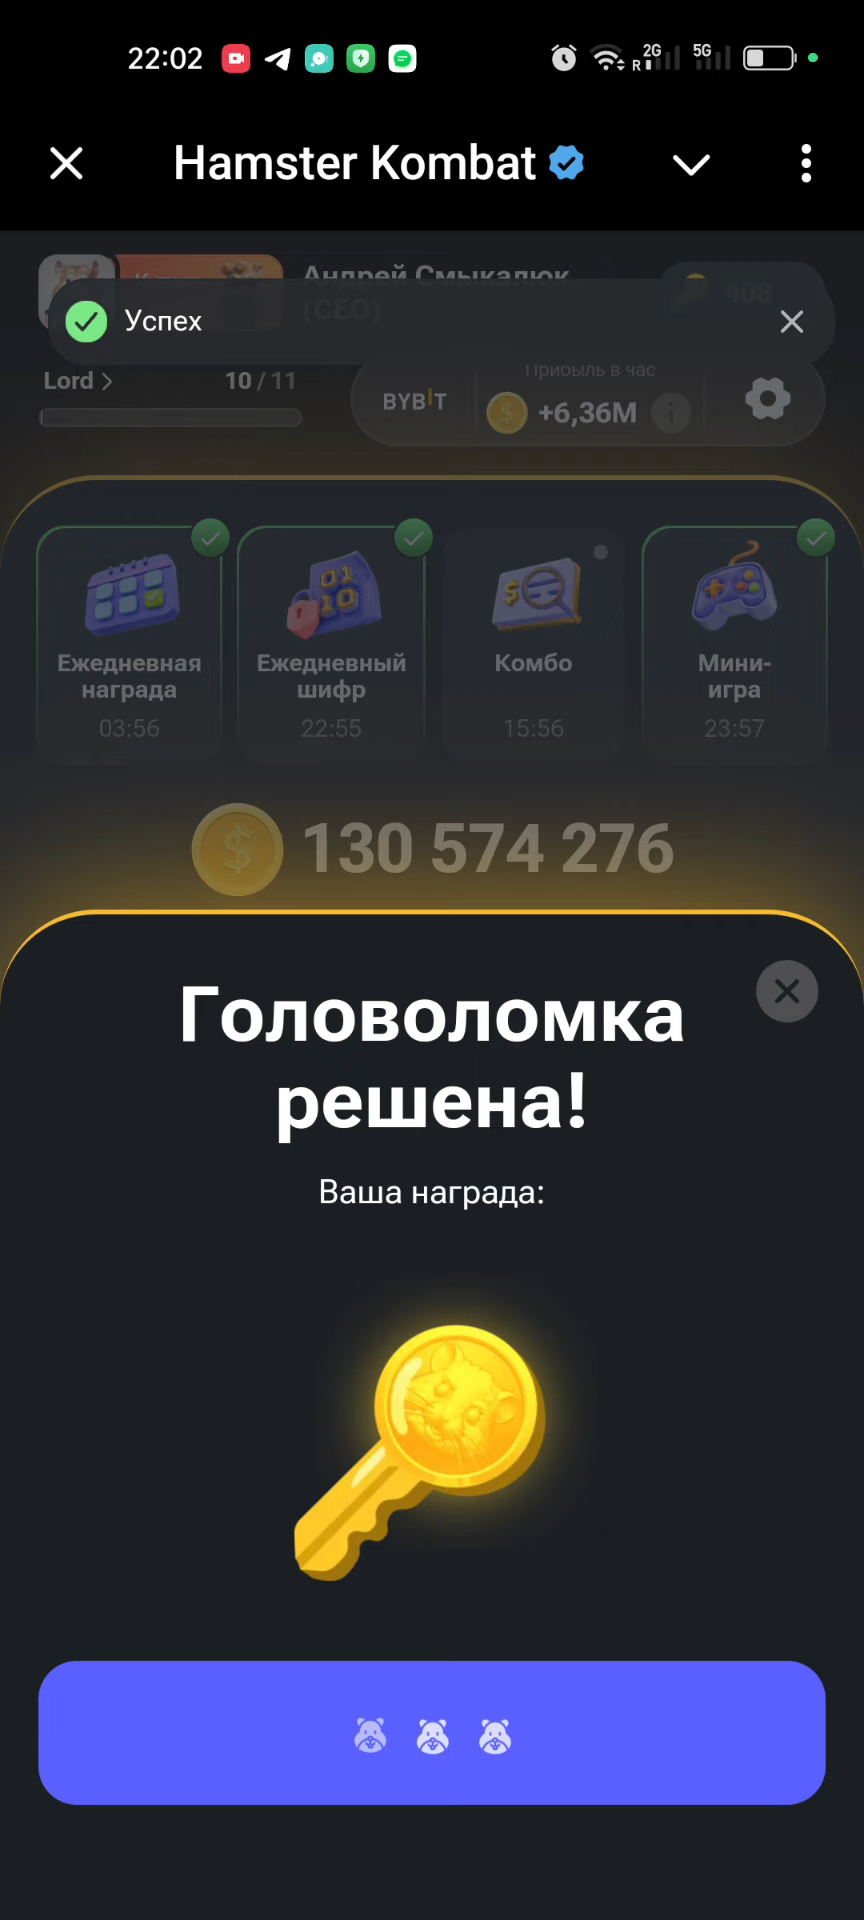 22:02
2G
R
5G
Hamster Kombat
Андрей Смыкалюк
(CEO)
408
Успех
Lord
10/11
BYBIT
Прибыль в час
+6,36M
Ежедневная
награда
03:56
Ежедневный
шифр
22:55
Комбо
15:56
Мини-
игра
23:57
130 574 276
Головоломка
решена!
Ваша награда: